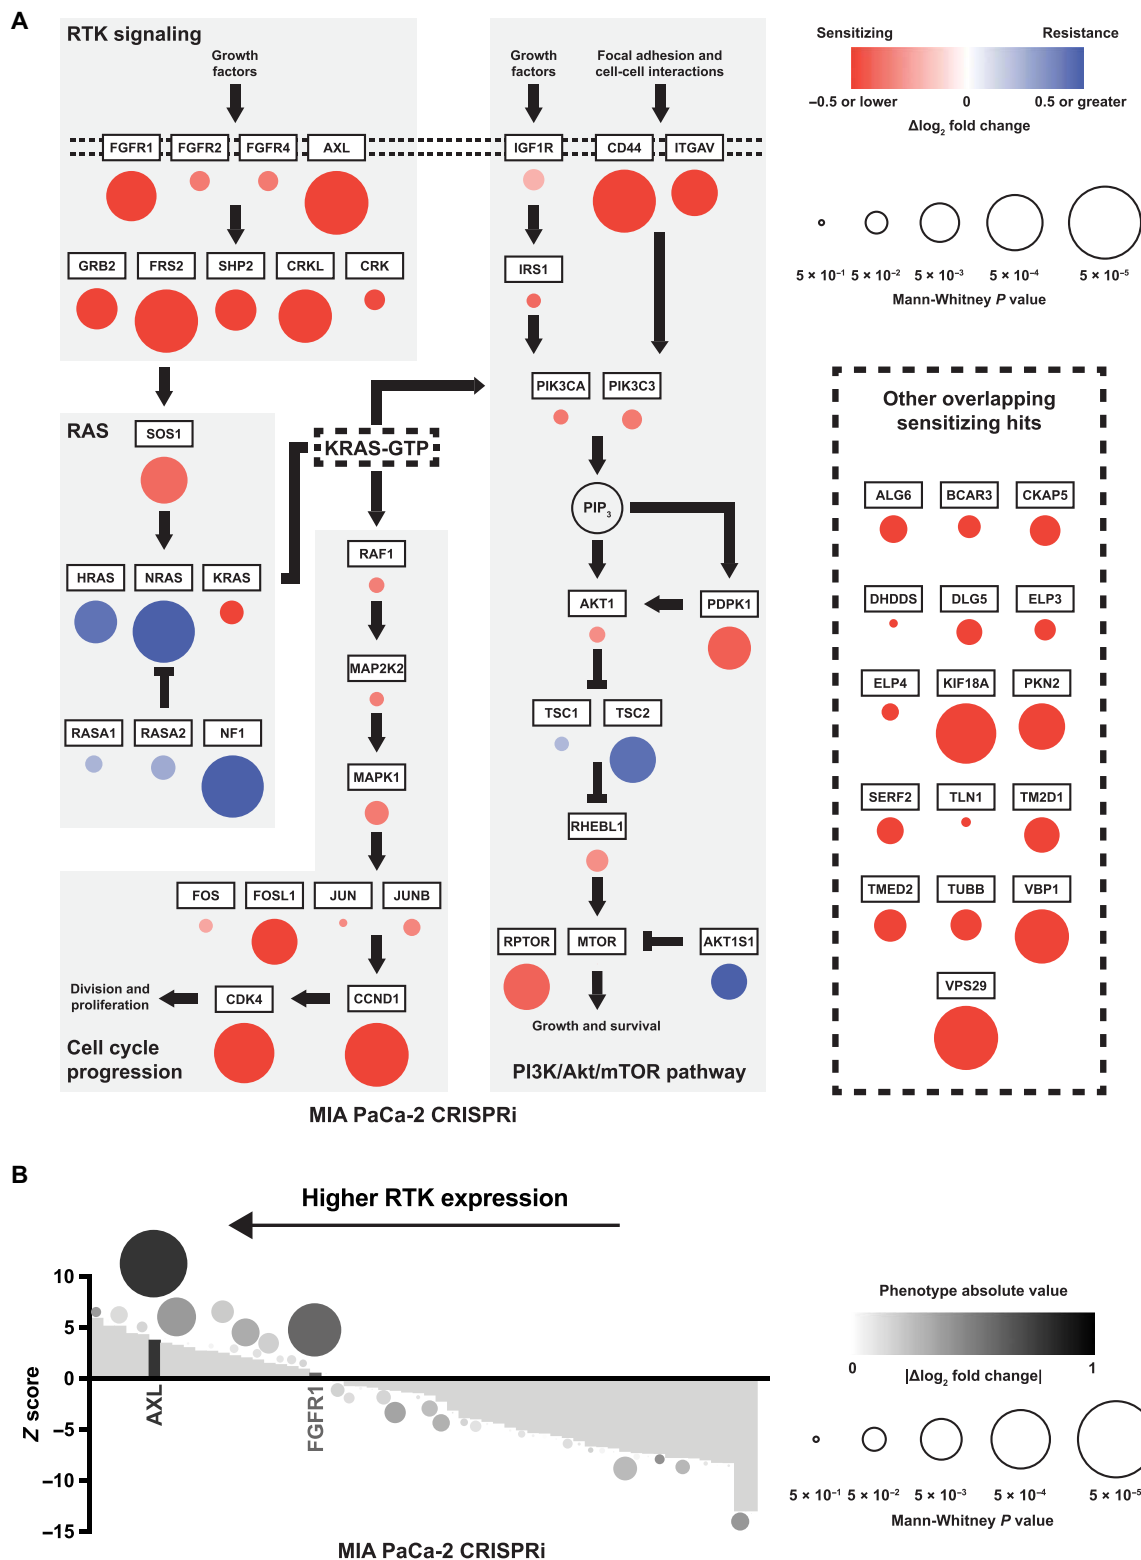 A
RTK signaling
Growth
factors
Growth
factors
Focal adhesion and
cell-cell interactions
Sensitizing
Resistance
−0.5 or lower
0
0.5 or greater
Δlog2 fold change
FGFR1
FGFR2
FGFR4
AXL
IGF1R
CD44
ITGAV
GRB2
FRS2
SHP2
CRKL
CRK
IRS1
5 × 10−1
5 × 10−2
5 × 10−3
5 × 10−4
5 × 10−5
Mann-Whitney P value
PIK3CA
PIK3C3
RAS
SOS1
KRAS-GTP
PIP3
RAF1
HRAS
NRAS
KRAS
AKT1
PDPK1
MAP2K2
RASA1
RASA2
NF1
TSC1
TSC2
MAPK1
RHEBL1
FOS
FOSL1
JUN
JUNB
RPTOR
MTOR
AKT1S1
Division and
proliferation
CDK4
CCND1
Growth and survival
Cell cycle
progression
PI3K/Akt/mTOR pathway
MIA PaCa-2 CRISPRi
Other overlapping
sensitizing hits
ALG6
BCAR3
CKAP5
DHDDS
DLG5
ELP3
ELP4
KIF18A
PKN2
SERF2
TLN1
TM2D1
TMED2
TUBB
VBP1
VPS29
B
Higher RTK expression
10
5
0
−5
−10
−15
Z score
AXL
FGFR1
MIA PaCa-2 CRISPRi
Phenotype absolute value
0
1
|Δlog2 fold change|
5 × 10−1
5 × 10−2
5 × 10−3
5 × 10−4
5 × 10−5
Mann-Whitney P value